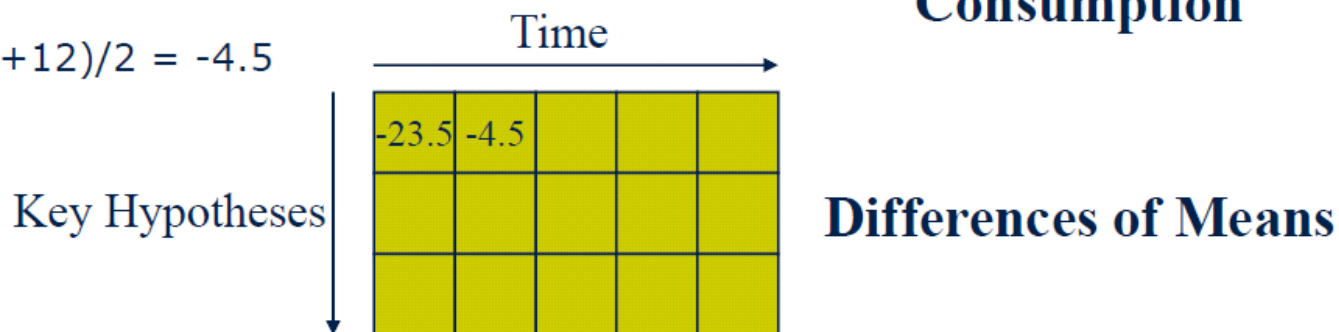 Consumption
Time
+12)/2 = -4.5
-23.5 -4.5
Key Hypotheses
Differences of Means